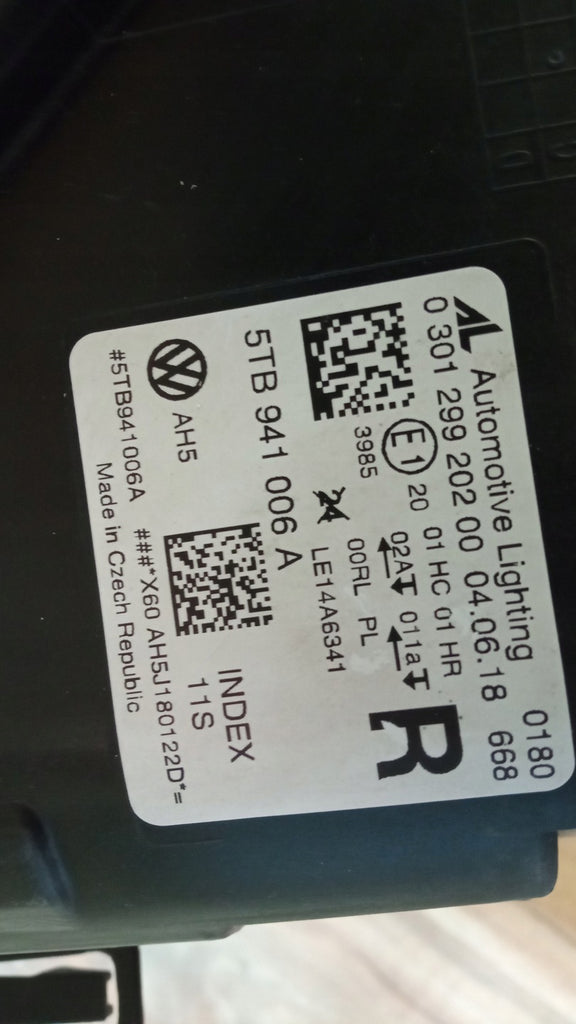 AL Automotive Lighting 0180
0 301 299 202 00 04.06.18 668
E1 20 01 HC 01 HR
3985 02A 011a R
00RL PL
24 LE14A6341
5TB 941 006 A
INDEX
11S
VW AH5
###*X60 AH5J180122D*=
#5TB941006A
Made in Czech Republic